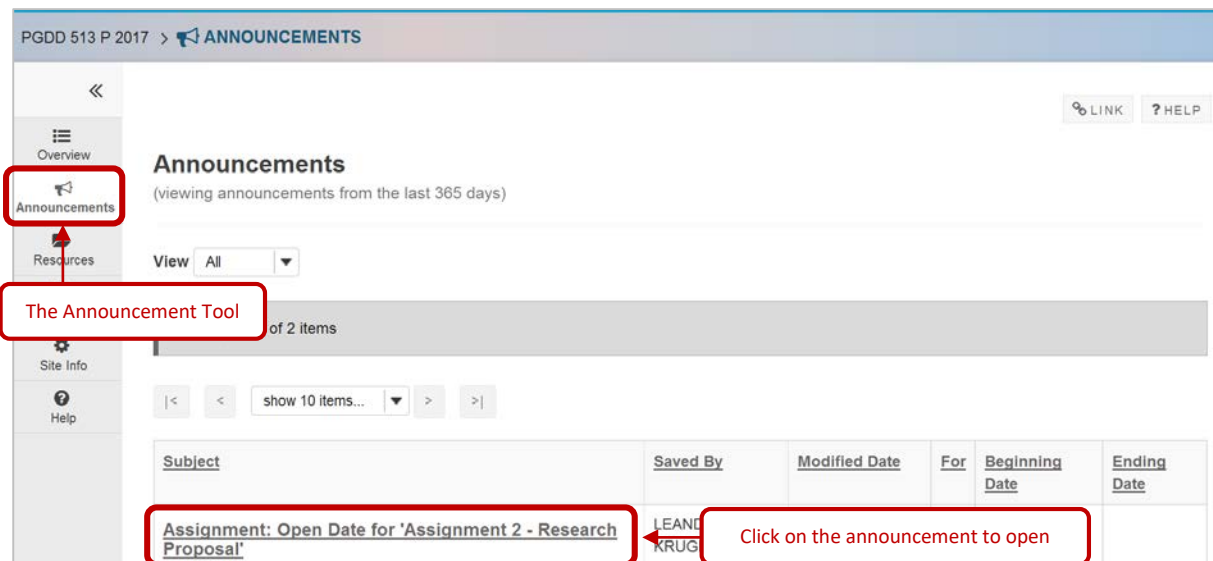 PGDD 513 P 2017 > ANNOUNCEMENTS
«
LINK ? HELP
Overview
Announcements
Announcements
(viewing announcements from the last 365 days)
Resources
View All
The Announcement Tool
of 2 items
Site Info
Help
|< < show 10 items... > >|
Subject Saved By Modified Date For Beginning Date Ending Date
Assignment: Open Date for 'Assignment 2 - Research
Proposal'
Click on the announcement to open